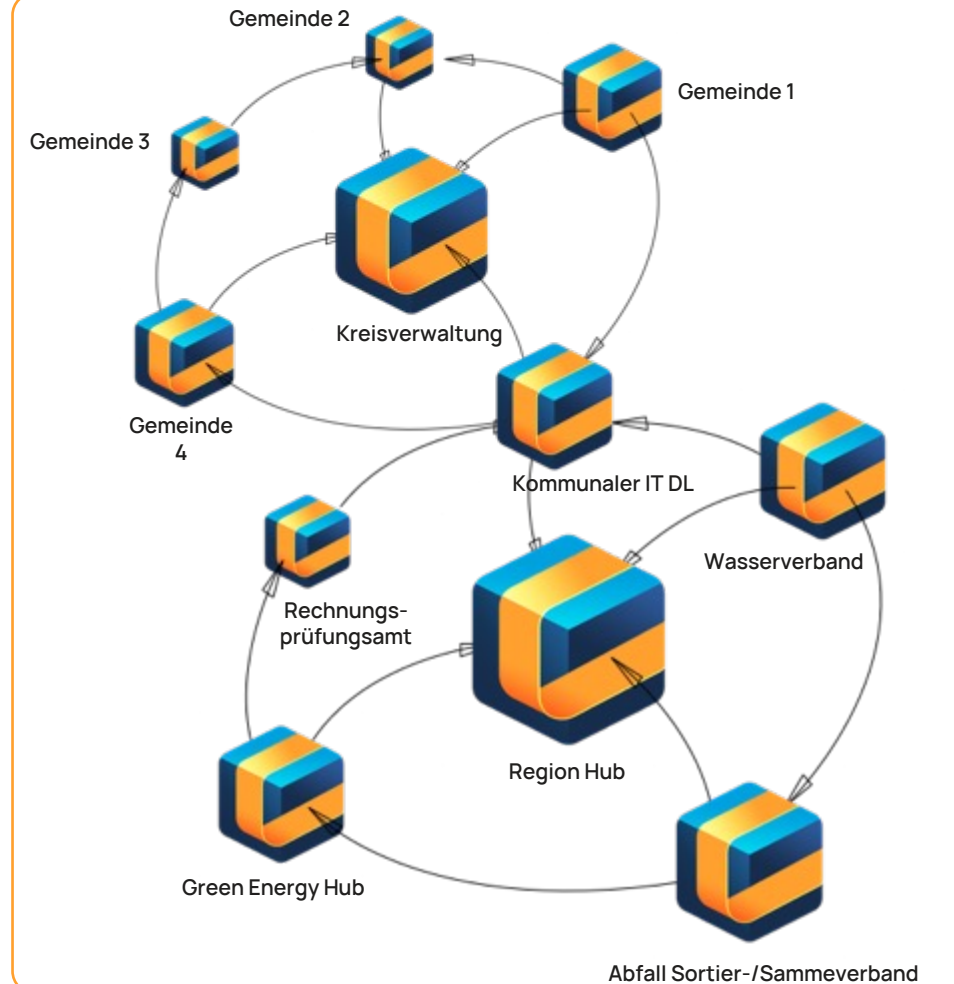 Gemeinde 2
Gemeinde 1
Gemeinde 3
Kreisverwaltung
Gemeinde
4
Kommunaler IT DL
Wasserverband
Rechnungs-
prüfungsamt
Region Hub
Green Energy Hub
Abfall Sortier-/Sammeverband